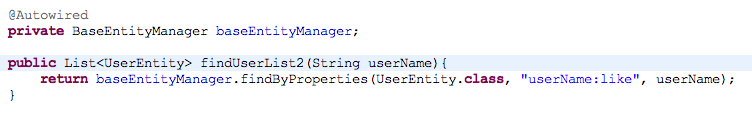 @Autowired
private BaseEntityManager baseEntityManager;
public List<UserEntity> findUserList2(String userName){
return baseEntityManager.findByProperties(UserEntity.class, "userName:like", userName);
}